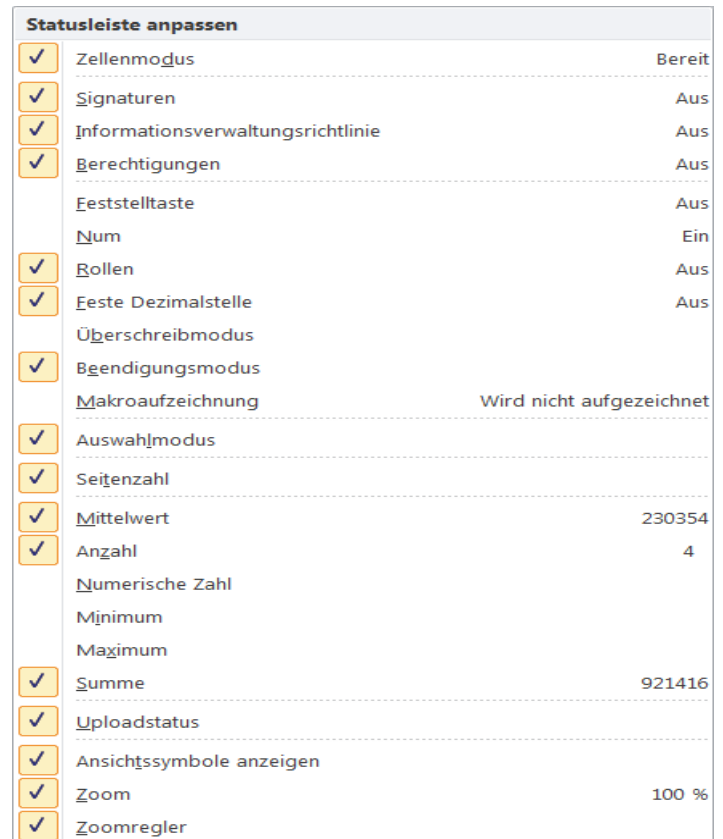 Statusleiste anpassen
Zellenmodus Bereit
Signaturen Aus
Informationsverwaltungsrichtlinie Aus
Berechtigungen Aus
Feststelltaste Aus
Num Ein
Rollen Aus
Feste Dezimalstelle Aus
Überschreibmodus
Beendigungsmodus
Makroaufzeichnung Wird nicht aufgezeichnet
Auswahlmodus
Seitenzahl
Mittelwert 230354
Anzahl 4
Numerische Zahl
Minimum
Maximum
Summe 921416
Uploadstatus
Ansichtssymbole anzeigen
Zoom 100 %
Zoomregler